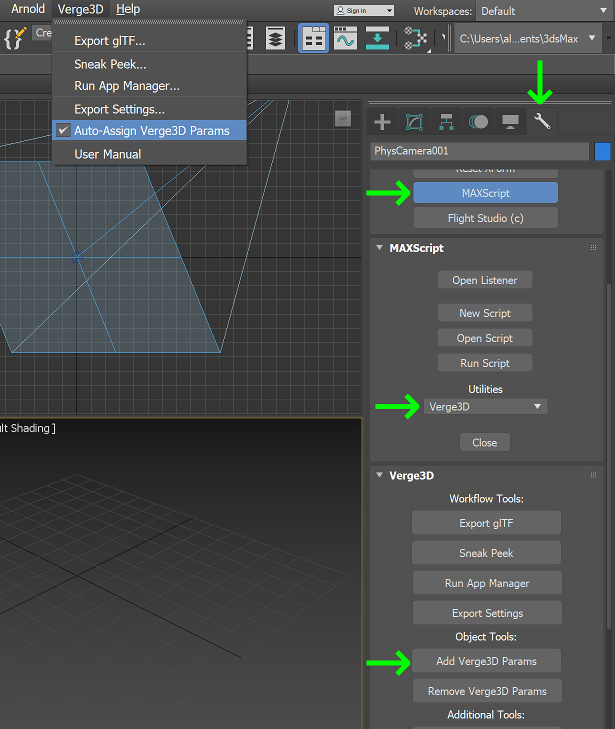 Arnold Verge3D Help
Sign In
Workspaces: Default
Cre
C:\Users\al...ents\3dsMax
Export glTF...
Sneak Peek...
Run App Manager...
Export Settings...
Auto-Assign Verge3D Params
User Manual
PhysCamera001
Reset XForm
MAXScript
Flight Studio (c)
MAXScript
Open Listener
New Script
Open Script
Run Script
Utilities
Verge3D
Close
ult Shading ]
Verge3D
Workflow Tools:
Export glTF
Sneak Peek
Run App Manager
Export Settings
Object Tools:
Add Verge3D Params
Remove Verge3D Params
Additional Tools: